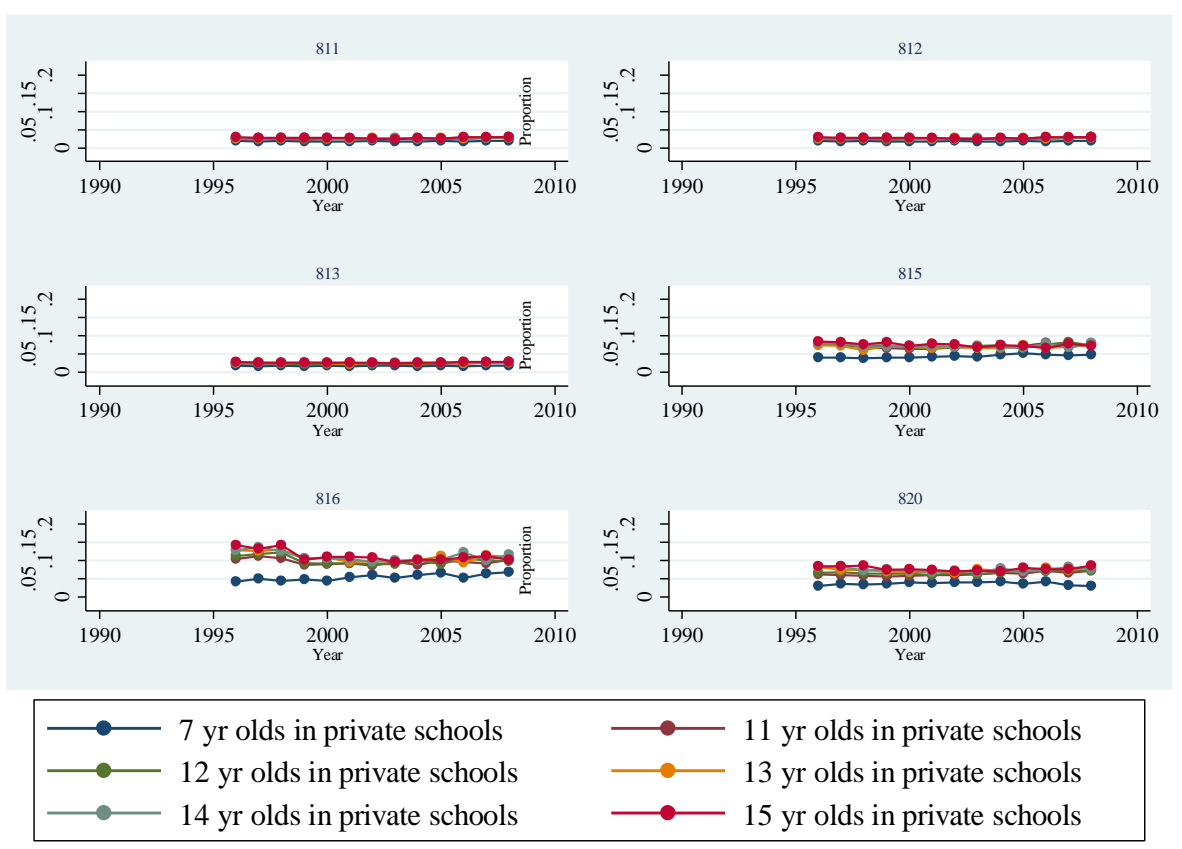 811
812
0 .05 .1 .15 .2
Proportion
0 .05 .1 .15 .2
1990 1995 2000 2005 2010
1990 1995 2000 2005 2010
Year
Year
813
815
0 .05 .1 .15 .2
Proportion
0 .05 .1 .15 .2
1990 1995 2000 2005 2010
1990 1995 2000 2005 2010
Year
Year
816
820
0 .05 .1 .15 .2
Proportion
0 .05 .1 .15 .2
1990 1995 2000 2005 2010
1990 1995 2000 2005 2010
Year
Year
7 yr olds in private schools
11 yr olds in private schools
12 yr olds in private schools
13 yr olds in private schools
14 yr olds in private schools
15 yr olds in private schools